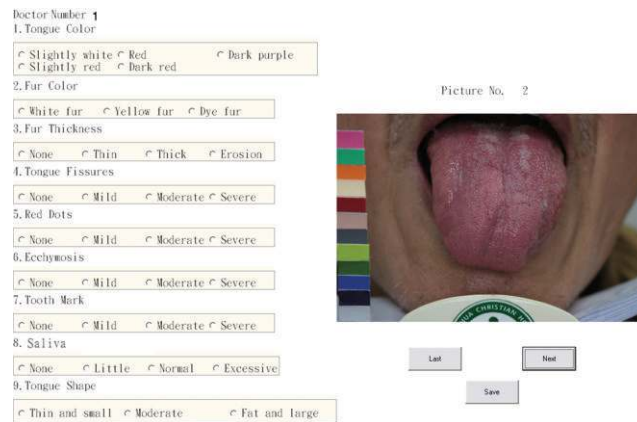 Doctor Number 1
1. Tongue Color
Slightly white Red Dark purple
Slightly red Dark red
2. Fur Color
White fur Yellow fur Dye fur
3. Fur Thickness
None Thin Thick Erosion
4. Tongue Fissures
None Mild Moderate Severe
5. Red Dots
None Mild Moderate Severe
6. Ecchymosis
None Mild Moderate Severe
7. Tooth Mark
None Mild Moderate Severe
8. Saliva
None Little Normal Excessive
9. Tongue Shape
Thin and small Moderate Fat and large
Picture No. 2
CHRISTIAN
Last Next
Save